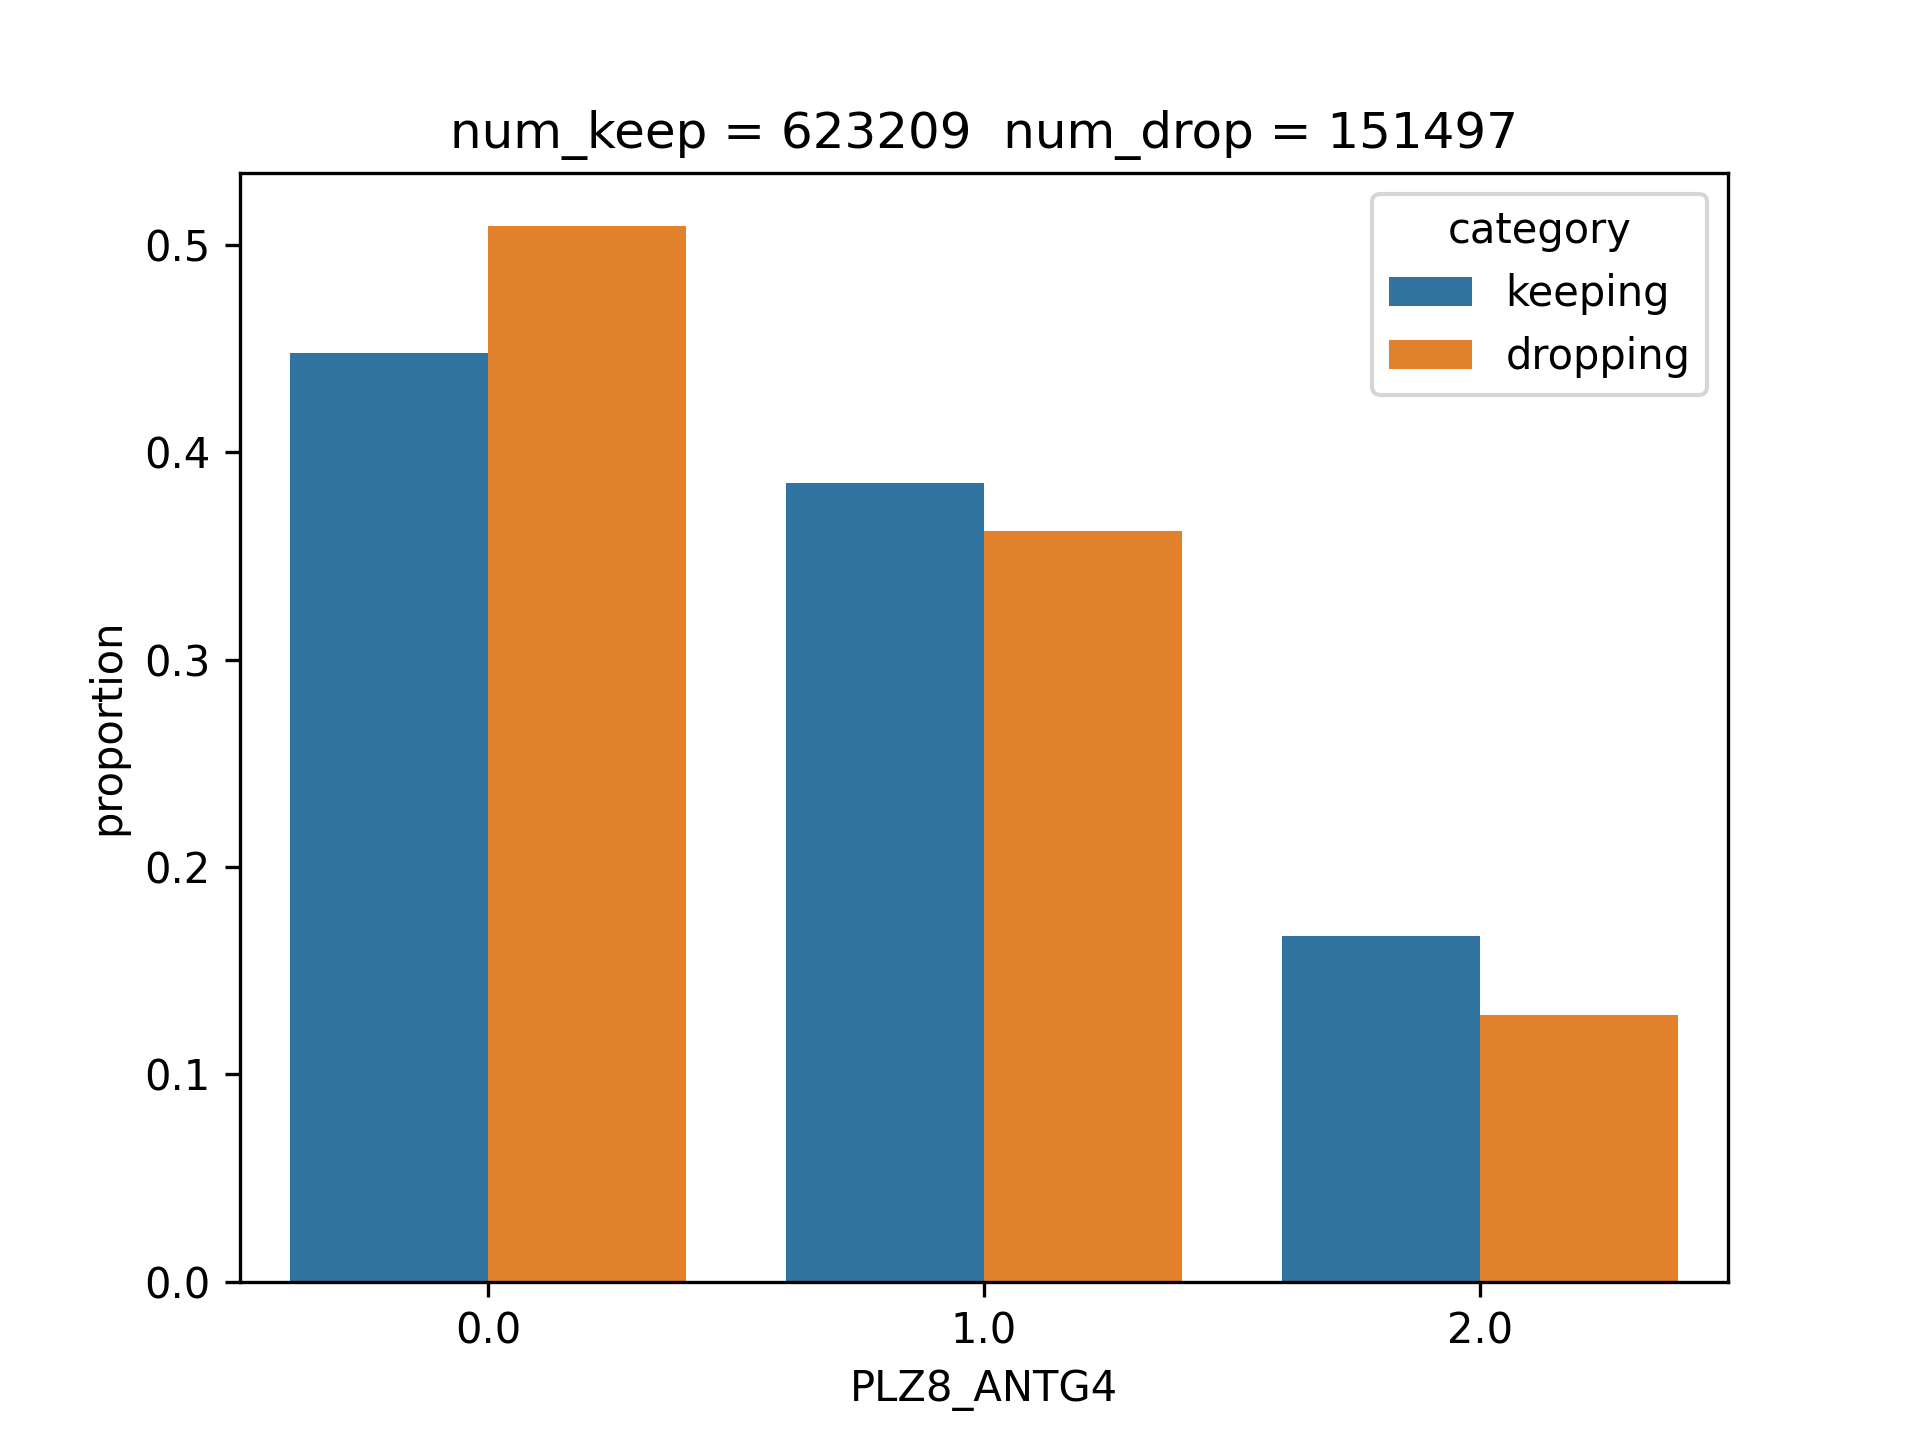 num_keep = 623209  num_drop = 151497
category
keeping
dropping
proportion
0.5
0.4
0.3
0.2
0.1
0.0
0.0 1.0 2.0
PLZ8_ANTG4